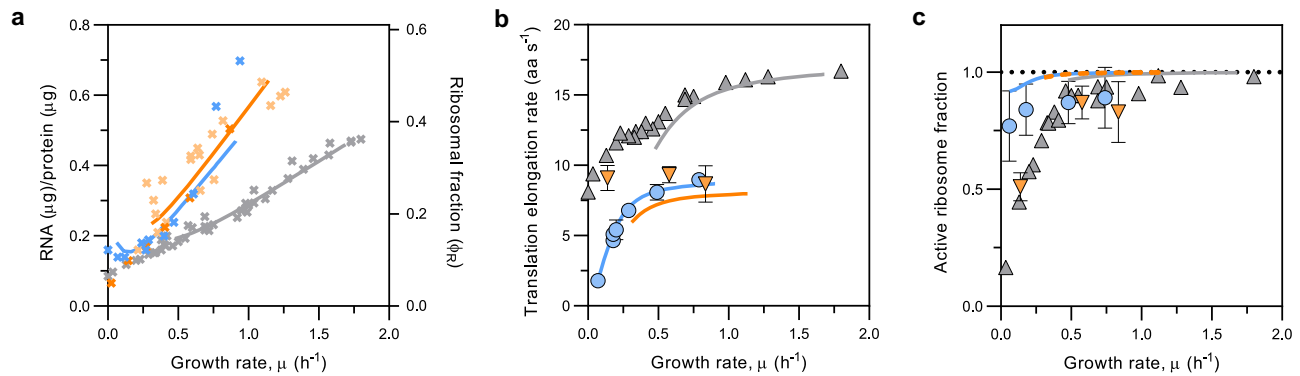 a
RNA (µg)/protein (µg)
0.8
0.6
0.4
0.2
0.0
0.0 0.5 1.0 1.5 2.0
Growth rate, µ (h⁻¹)
0.6
0.4
0.2
0.0
Ribosomal fraction (ϕR)
b
Translation elongation rate (aa s⁻¹)
20
15
10
5
0
0.0 0.5 1.0 1.5 2.0
Growth rate, µ (h⁻¹)
c
Active ribosome fraction
1.0
0.5
0.0
0.0 0.5 1.0 1.5 2.0
Growth rate, µ (h⁻¹)